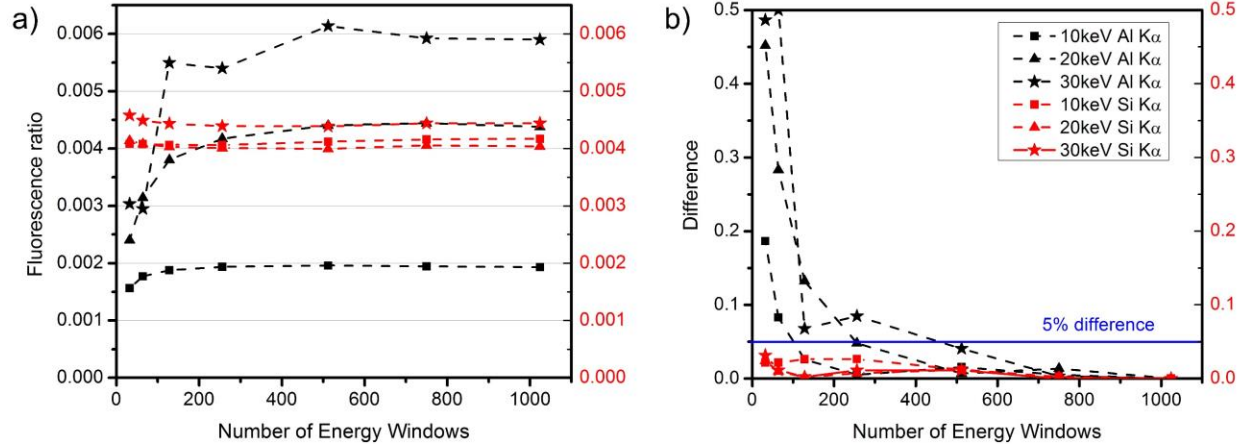 a)
Fluorescence ratio
0.006
0.005
0.004
0.003
0.002
0.001
0.000
0.006
0.005
0.004
0.003
0.002
0.001
0.000
0 200 400 600 800 1000
Number of Energy Windows
b)
Difference
0.5
0.4
0.3
0.2
0.1
0.0
0.5
0.4
0.3
0.2
0.1
0.0
10keV Al Kα
20keV Al Kα
30keV Al Kα
10keV Si Kα
20keV Si Kα
30keV Si Kα
5% difference
0 200 400 600 800 1000
Number of Energy Windows